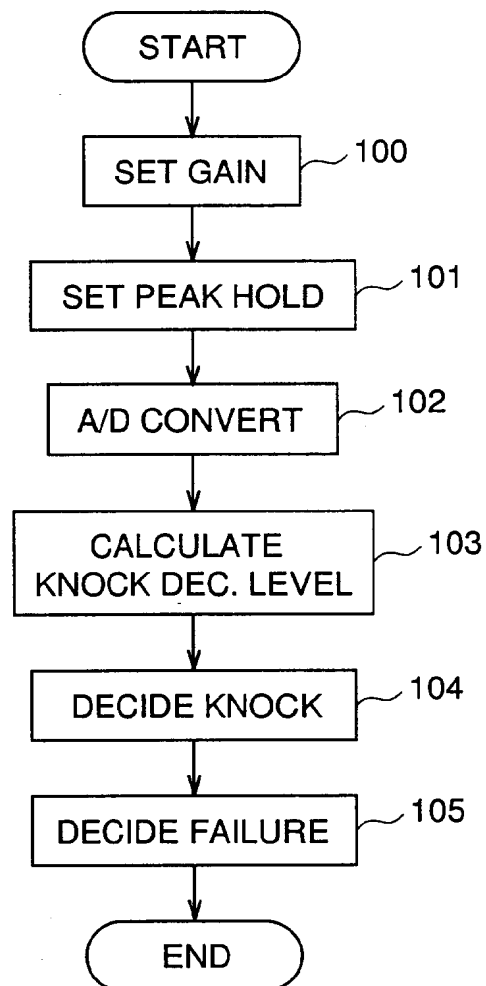 START
SET GAIN
100
SET PEAK HOLD
101
A/D CONVERT
102
CALCULATE
KNOCK DEC. LEVEL
103
DECIDE KNOCK
104
DECIDE FAILURE
105
END